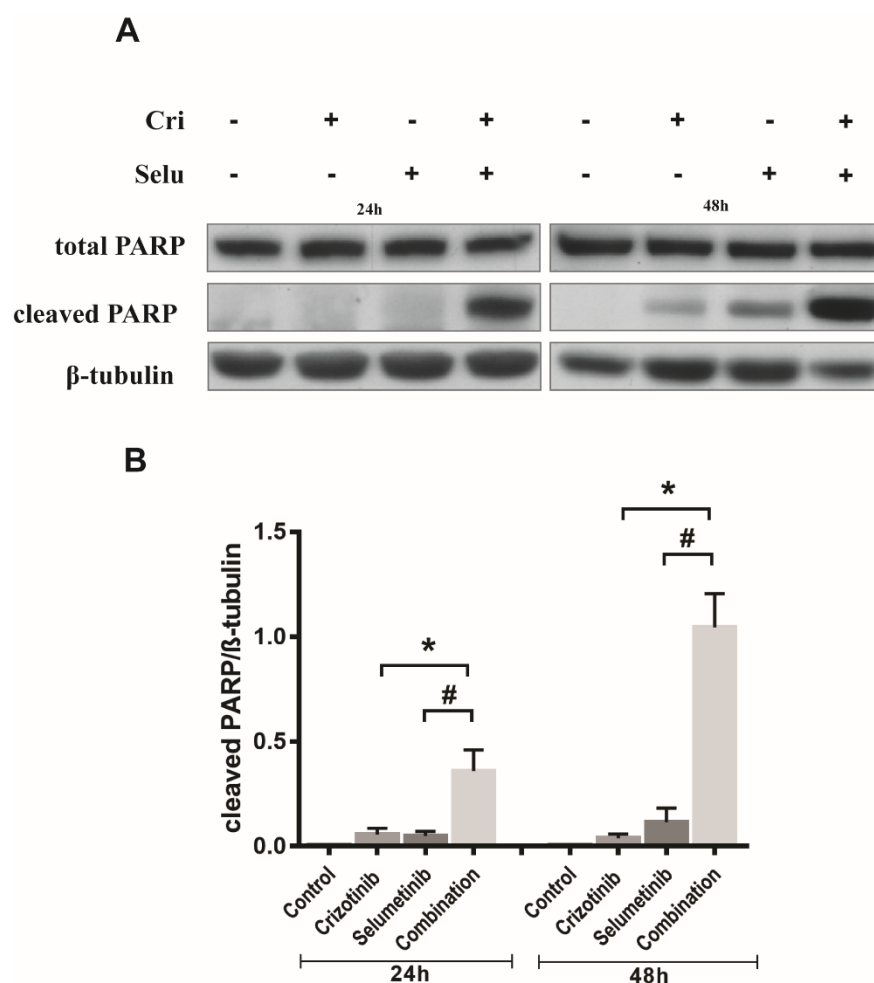 A
Cri - + - + - + - +
Selu - - + + - - + +
24h 48h
total PARP
cleaved PARP
β-tubulin
B
* 
#
*
#
cleaved PARP/ß-tubulin
1.5
1.0
0.5
0.0
Control Crizotinib Selumetinib Combination Control Crizotinib Selumetinib Combination
24h 48h